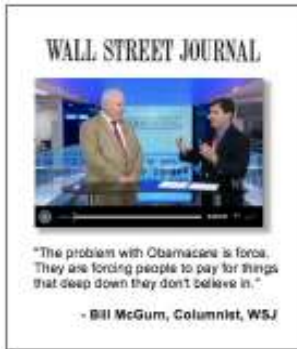 WALL STREET JOURNAL
"The problem with Obamacare is force.
They are forcing people to pay for things
that deep down they don't believe in."
- Bill McGurn, Columnist, WSJ